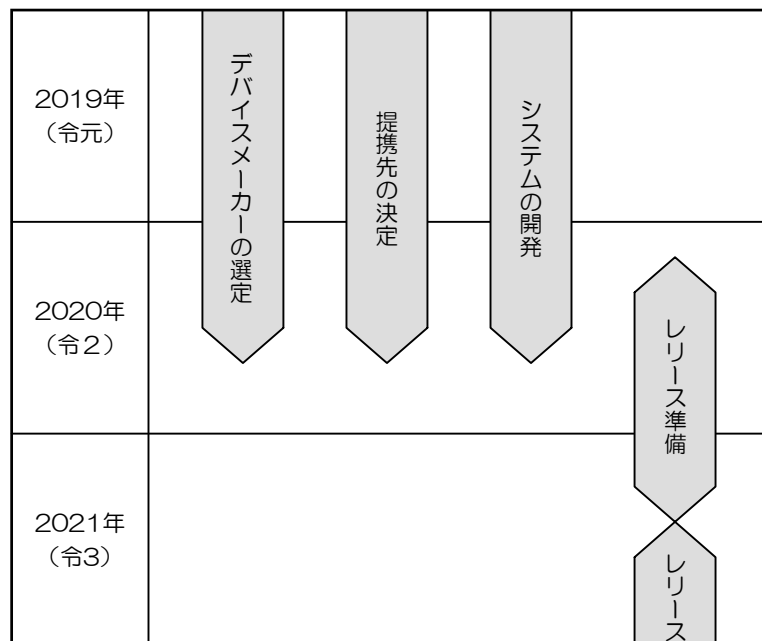 2019年
（令元）
デバイスメーカーの選定
提携先の決定
システムの開発
2020年
（令２）
レリース準備
2021年
（令3）
レリース